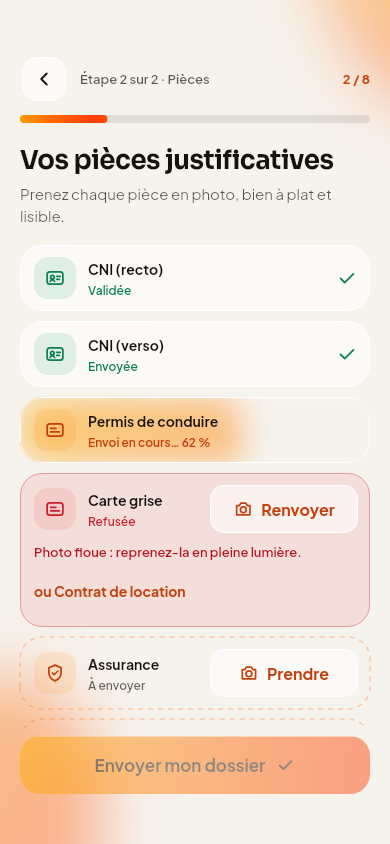 Étape 2 sur 2 · Pièces
2 / 8
Vos pièces justificatives
Prenez chaque pièce en photo, bien à plat et
lisible.
CNI (recto)
Validée
CNI (verso)
Envoyée
Permis de conduire
Envoi en cours… 62 %
Carte grise
Refusée
Renvoyer
Photo floue : reprenez-la en pleine lumière.
ou Contrat de location
Assurance
À envoyer
Prendre
Envoyer mon dossier